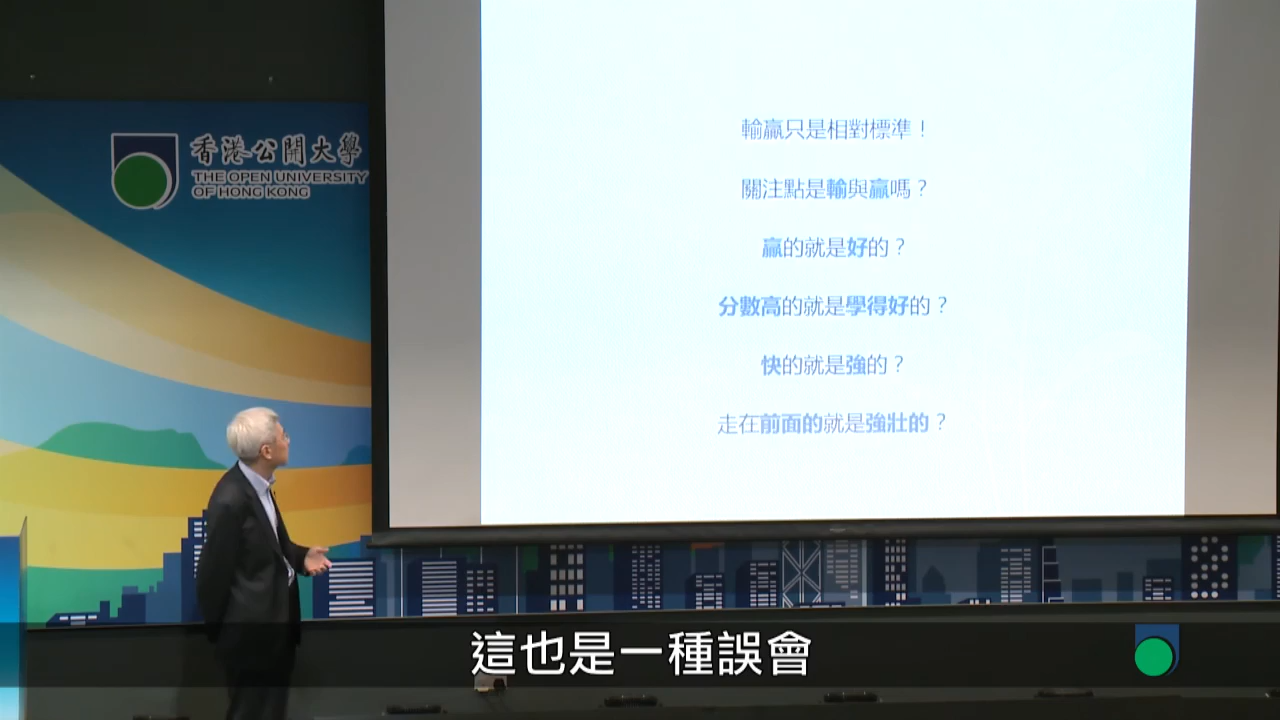 香港公開大學
THE OPEN UNIVERSITY
OF HONG KONG
輸贏只是相對標準！
關注點是輸與贏嗎？
贏的就是好的？
分數高的就是學得好的？
快的就是強的？
走在前面的就是強壯的？
這也是一種誤會